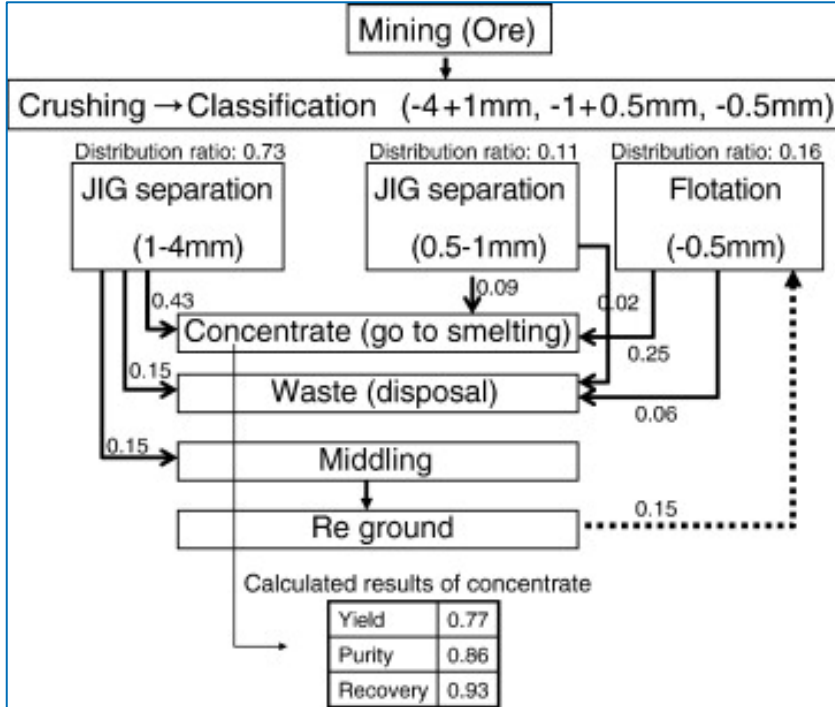 Mining (Ore)
Crushing → Classification (-4+1mm, -1+0.5mm, -0.5mm)
Distribution ratio: 0.73
Distribution ratio: 0.11
Distribution ratio: 0.16
JIG separation
(1-4mm)
JIG separation
(0.5-1mm)
Flotation
(-0.5mm)
0.43
0.09
0.02
Concentrate (go to smelting)
0.25
0.15
Waste (disposal)
0.06
0.15
Middling
Re ground
0.15
Calculated results of concentrate
Yield 0.77
Purity 0.86
Recovery 0.93